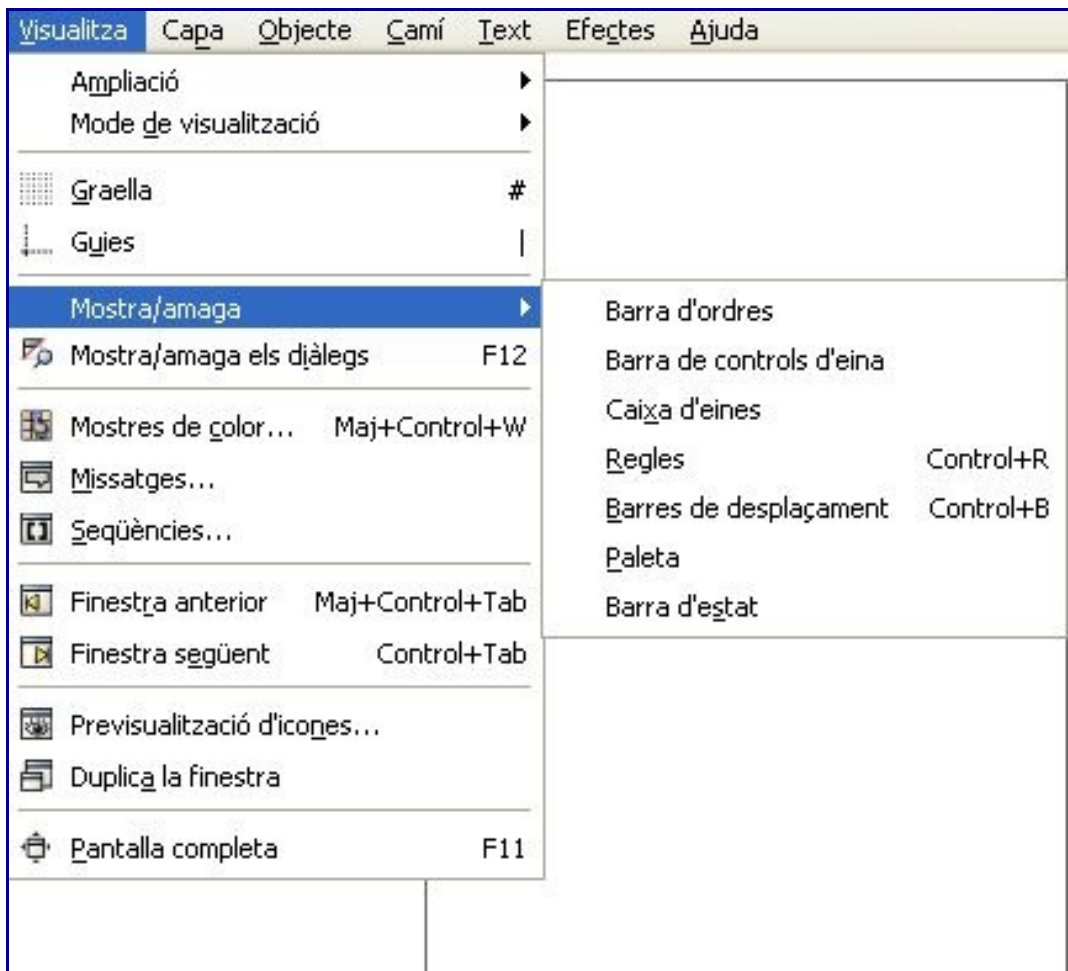 Visualitza Capa Objecte Camí Text Efectes Ajuda
Ampliació
Mode de visualització
Graella #
Guies |
Mostra/amaga
Mostra/amaga els diàlegs F12
Mostres de color... Maj+Control+W
Missatges...
Seqüències...
Finestra anterior Maj+Control+Tab
Finestra següent Control+Tab
Previsualització d'icones...
Duplica la finestra
Pantalla completa F11
Barra d'ordres
Barra de controls d'eina
Caixa d'eines
Regles Control+R
Barres de desplaçament Control+B
Paleta
Barra d'estat